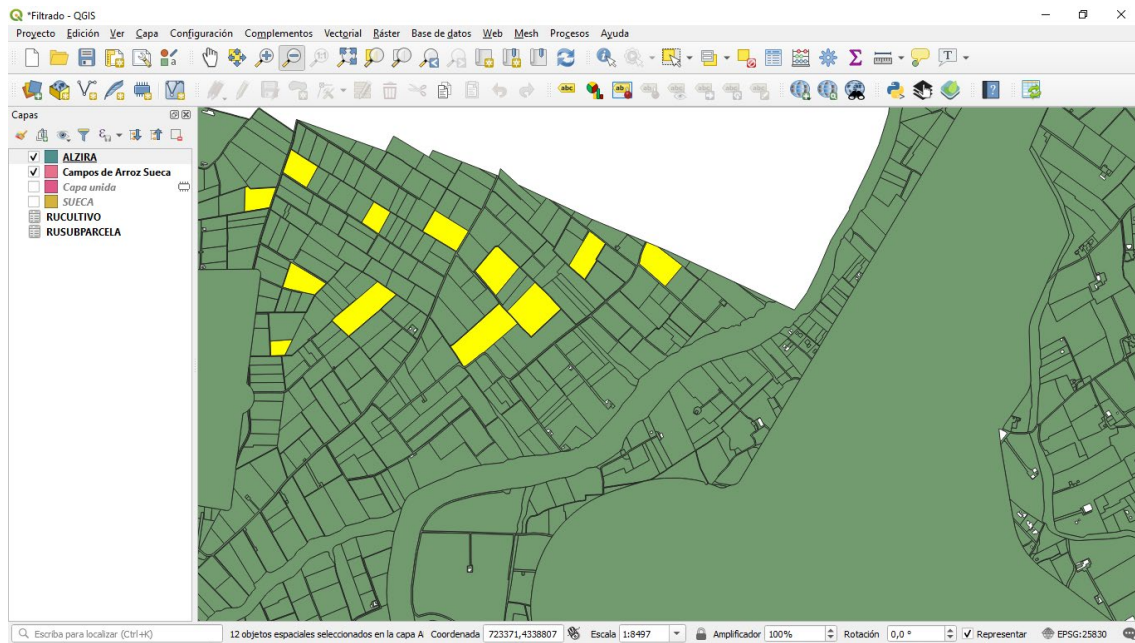 *Filtrado - QGIS
Proyecto Edición Ver Capa Configuración Complementos Vectorial Ráster Base de datos Web Mesh Procesos Ayuda
Capas
ALZIRA
Campos de Arroz Sueca
Capa unida
SUECA
RUCULTIVO
RUSUBPARCELA
Escriba para localizar (Ctrl+K) 12 objetos espaciales seleccionados en la capa A Coordenada 723371,4338807 Escala 1:8497 Amplificador 100% Rotación 0,0 ° Representar EPSG:25830